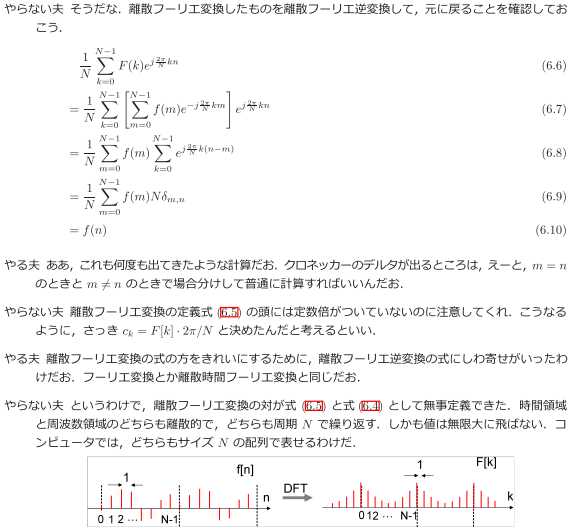 やらない夫 そうだな．離散フーリエ変換したものを離散フーリエ逆変換して，元に戻ることを確認してお
こう．
\frac{1}{N} \sum_{k=0}^{N-1} F(k) e^{j\frac{2\pi}{N}kn} (6.6)
= \frac{1}{N} \sum_{k=0}^{N-1} \left[ \sum_{m=0}^{N-1} f(m) e^{-j\frac{2\pi}{N}km} \right] e^{j\frac{2\pi}{N}kn} (6.7)
= \frac{1}{N} \sum_{m=0}^{N-1} f(m) \sum_{k=0}^{N-1} e^{j\frac{2\pi}{N}k(n-m)} (6.8)
= \frac{1}{N} \sum_{m=0}^{N-1} f(m) N \delta_{m,n} (6.9)
= f(n) (6.10)
やる夫 ああ，これも何度も出てきたような計算だお．クロネッカーのデルタが出るところは，えーと，m = n
のときと m ≠ n のときで場合分けして普通に計算すればいいんだお．
やらない夫 離散フーリエ変換の定義式 (6.5) の頭には定数倍がついていないのに注意してくれ．こうなる
ように，さっき c_k = F[k] · 2π/N と決めたんだと考えるといい．
やる夫 離散フーリエ変換の式の方をきれいにするために，離散フーリエ逆変換の式にしわ寄せがいったわ
けだお．フーリエ変換とか離散時間フーリエ変換と同じだお．
やらない夫 というわけで，離散フーリエ変換の対が式 (6.5) と式 (6.4) として無事定義できた．時間領域
と周波数領域のどちらも離散的で，どちらも周期 N で繰り返す．しかも値は無限大に飛ばない．コ
ンピュータでは，どちらもサイズ N の配列で表せるわけだ．
1 f[n] n 0 1 2 … N-1
DFT
1 F[k] k 0 1 2 … N-1